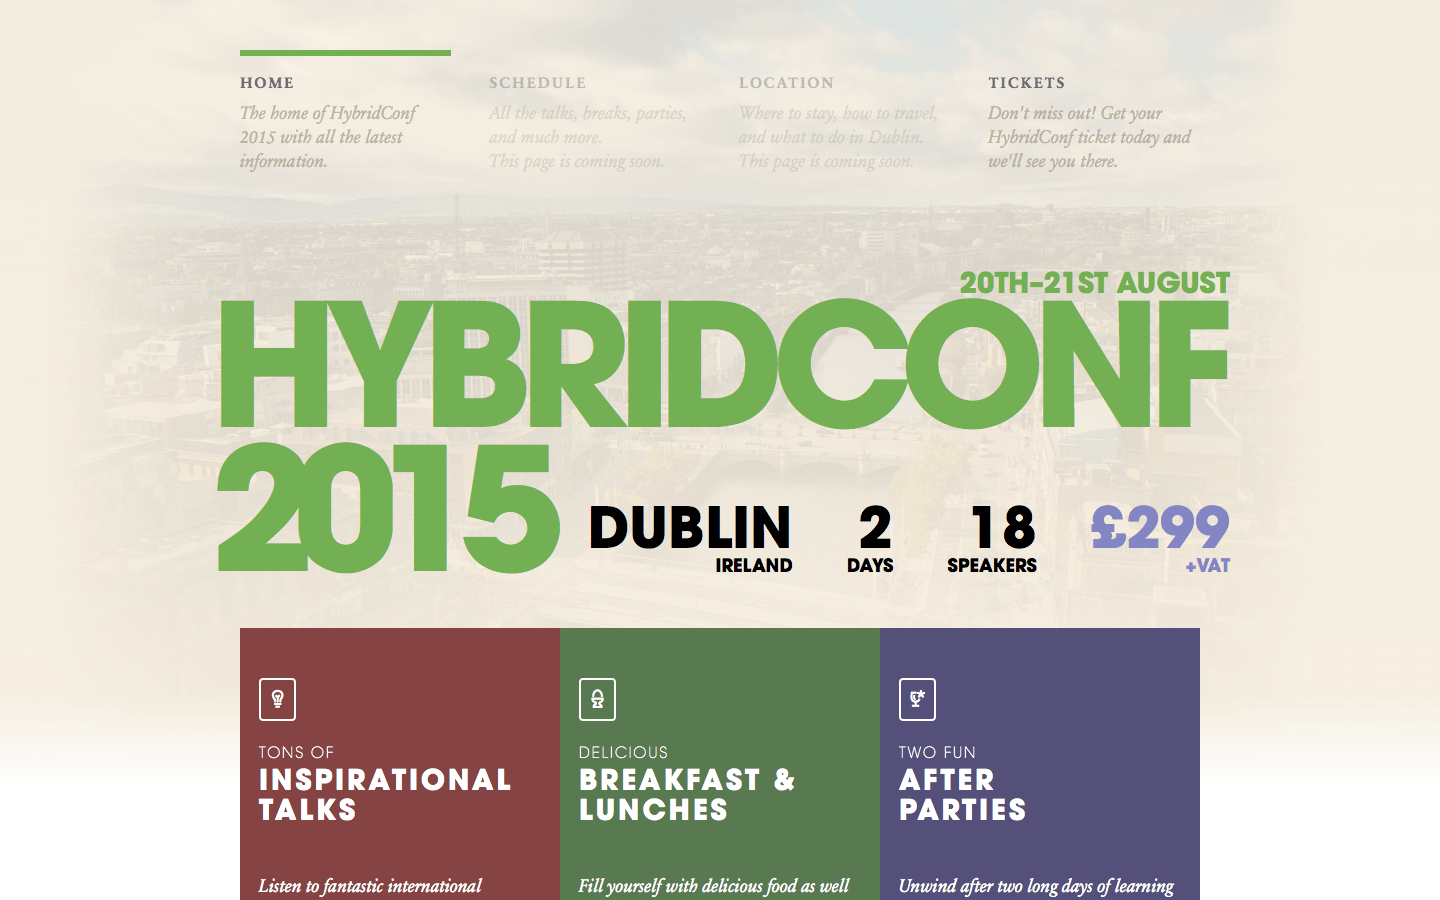 HOME
The home of HybridConf
2015 with all the latest
information.
SCHEDULE
All the talks, breaks, parties,
and much more.
This page is coming soon.
LOCATION
Where to stay, how to travel,
and what to do in Dublin.
This page is coming soon.
TICKETS
Don't miss out! Get your
HybridConf ticket today and
we'll see you there.
20TH–21ST AUGUST
HYBRIDCONF
2015
DUBLIN
IRELAND
2
DAYS
18
SPEAKERS
£299
+VAT
TONS OF
INSPIRATIONAL
TALKS
Listen to fantastic international
DELICIOUS
BREAKFAST &
LUNCHES
Fill yourself with delicious food as well
TWO FUN
AFTER
PARTIES
Unwind after two long days of learning